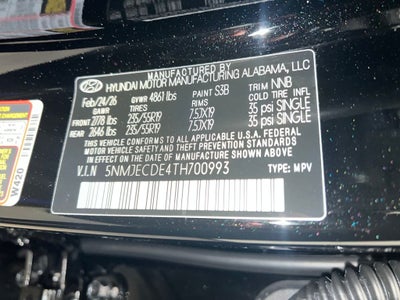 MANUFACTURED BY
HYUNDAI MOTOR MANUFACTURING ALABAMA, LLC
Feb/24/26 GVWR 4861 lbs PAINT S3B TRIM NNB
GAWR TIRES RIMS COLD TIRE INFL
FRONT 2778 lbs 235/55R19 7.5JX19 35 psi SINGLE
REAR 2646 lbs 235/55R19 7.5JX19 35 psi SINGLE
THIS VEHICLE CONFORMS TO ALL APPLICABLE U.S.A. FEDERAL
MOTOR VEHICLE SAFETY, BUMPER, AND THEFT PREVENTION
STANDARDS IN EFFECT ON THE DATE OF MANUFACTURE SHOWN ABOVE.
V.I.N 5NMJECDE4TH700993 TYPE: MPV
W420